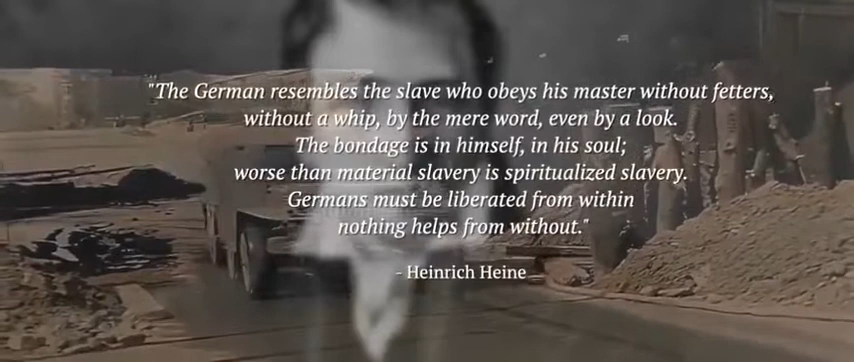 "The German resembles the slave who obeys his master without fetters,
without a whip, by the mere word, even by a look.
The bondage is in himself, in his soul;
worse than material slavery is spiritualized slavery.
Germans must be liberated from within
nothing helps from without."
- Heinrich Heine